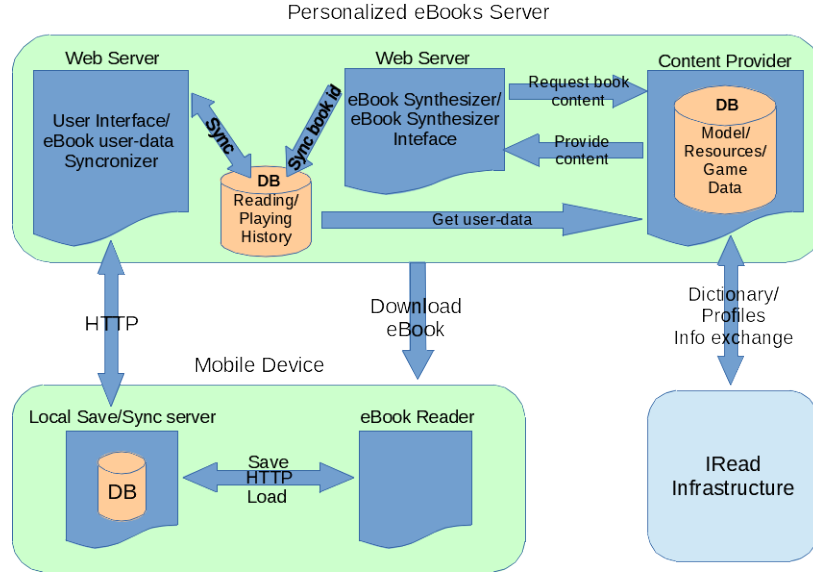 Personalized eBooks Server
Web Server
Web Server
Content Provider
User Interface/
eBook user-data
Syncronizer
Sync
Sync book id
eBook Synthesizer/
eBook Synthesizer
Inteface
Request book
content
Provide
content
DB
Model/
Resources/
Game
Data
DB
Reading/
Playing
History
Get user-data
HTTP
Download
eBook
Dictionary/
Profiles
Info exchange
Mobile Device
Local Save/Sync server
eBook Reader
DB
Save
HTTP
Load
IRead
Infrastructure